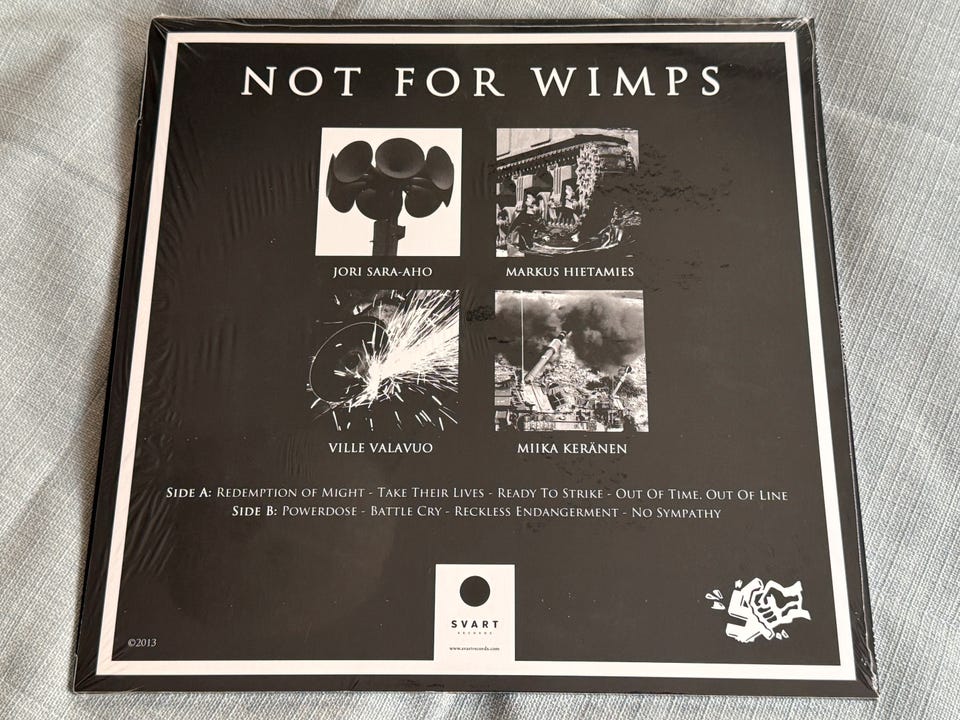 NOT FOR WIMPS
JORI SARA-AHO
MARKUS HIETAMIES
VILLE VALAVUO
MIIKA KERÄNEN
SIDE A: REDEMPTION OF MIGHT - TAKE THEIR LIVES - READY TO STRIKE - OUT OF TIME, OUT OF LINE
SIDE B: POWERDOSE - BATTLE CRY - RECKLESS ENDANGERMENT - NO SYMPATHY
SVART
RECORDS
www.svartrecords.com
©2013